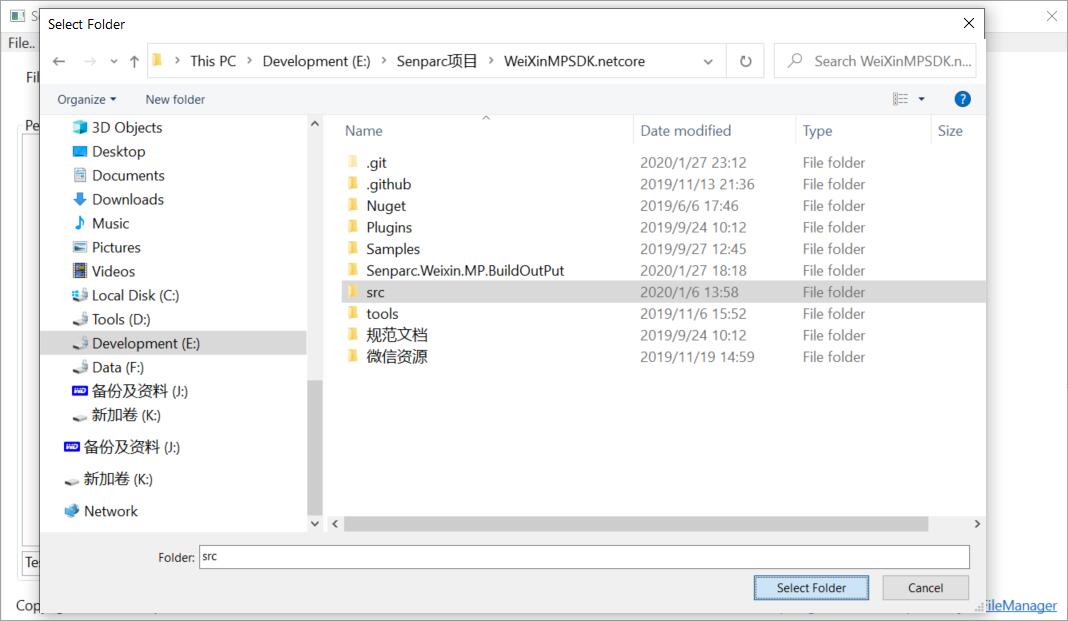 Select Folder
File..
This PC > Development (E:) > Senparc项目 > WeiXinMPSDK.netcore
Search WeiXinMPSDK.n...
Organize
New folder
?
3D Objects
Desktop
Documents
Downloads
Music
Pictures
Videos
Local Disk (C:)
Tools (D:)
Development (E:)
Data (F:)
WD 备份及资料 (J:)
新加卷 (K:)
WD 备份及资料 (J:)
新加卷 (K:)
Network
Name Date modified Type Size
.git 2020/1/27 23:12 File folder
.github 2019/11/13 21:36 File folder
Nuget 2019/6/6 17:46 File folder
Plugins 2019/9/24 10:12 File folder
Samples 2019/9/27 12:45 File folder
Senparc.Weixin.MP.BuildOutPut 2020/1/27 18:18 File folder
src 2020/1/6 13:58 File folder
tools 2019/11/6 15:52 File folder
规范文档 2019/9/24 10:12 File folder
微信资源 2019/11/19 14:59 File folder
Folder: src
Select Folder
Cancel
FileManager